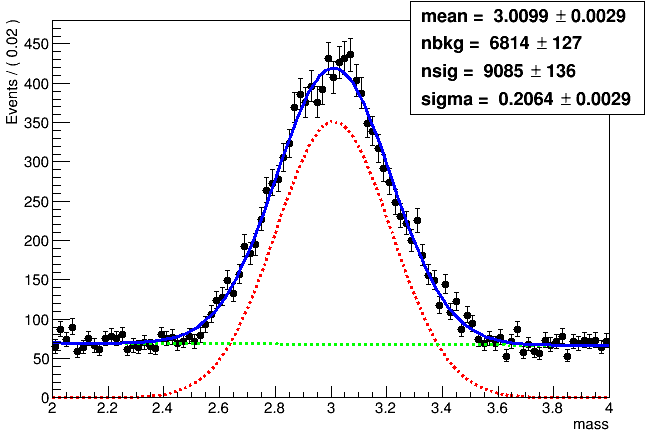 mean = 3.0099 ± 0.0029
nbkg = 6814 ± 127
nsig = 9085 ± 136
sigma = 0.2064 ± 0.0029
Events / ( 0.02 )
450
400
350
300
250
200
150
100
50
0
2 2.2 2.4 2.6 2.8 3 3.2 3.4 3.6 3.8 4
mass